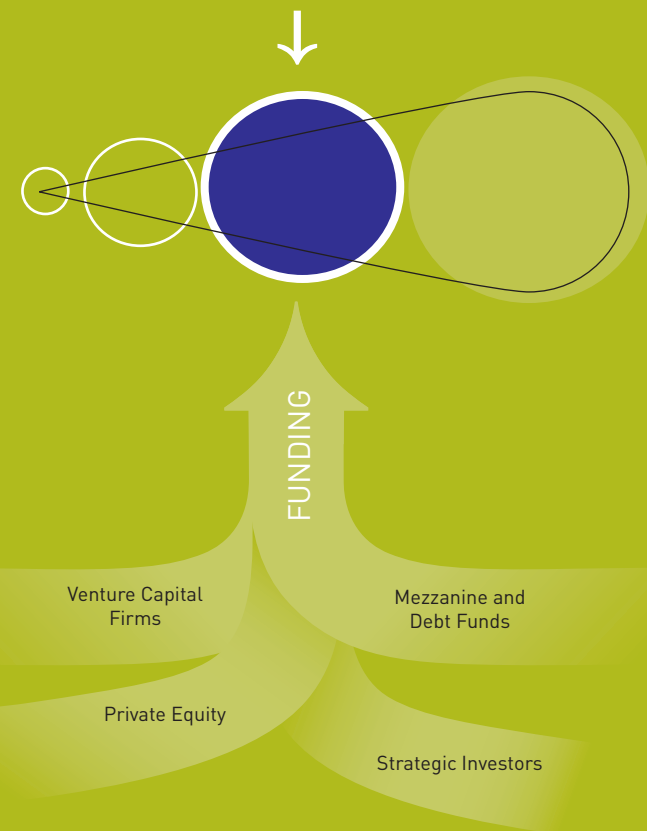 FUNDING
Venture Capital
Firms
Mezzanine and
Debt Funds
Private Equity
Strategic Investors